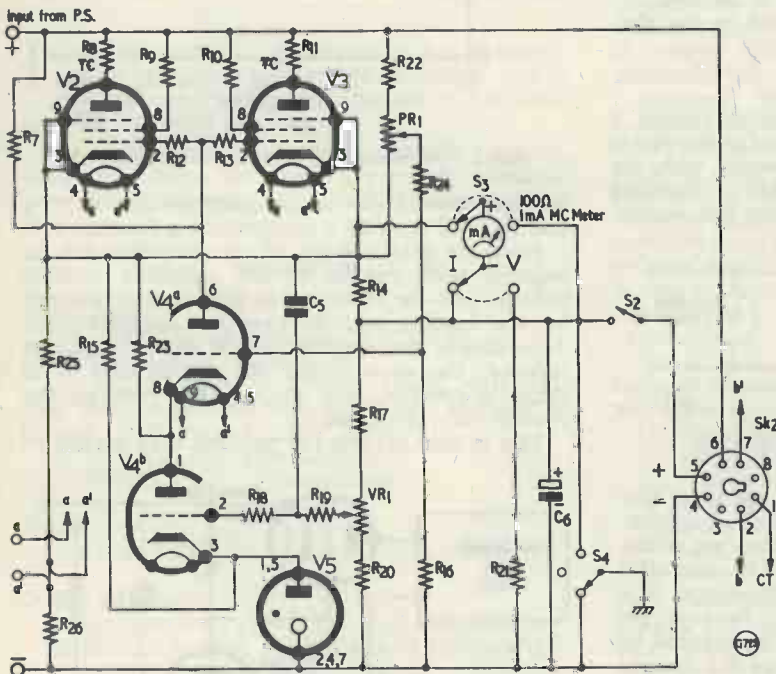 Input from P.S.
+
R8
TC
R9
R10
R11
TC
V2
V3
R22
9
8
8
9
PR1
R7
3
2
R12
R13
2
3
4
5
4
5
R24
S3
+
100Ω
1mA MC Meter
mA
I
V
R14
V4a
6
C5
S2
R25
R15
R23
7
b'
8
9
4,5
a
a'
R17
Sk2
6
7
5
8
+
4
1
−
3
2
V4b
1
2
R18
R19
VR1
+
C6
a
a'
a
a'
3
V5
1,5
R20
R16
R21
S4
b
CT
R26
2,4,7
−